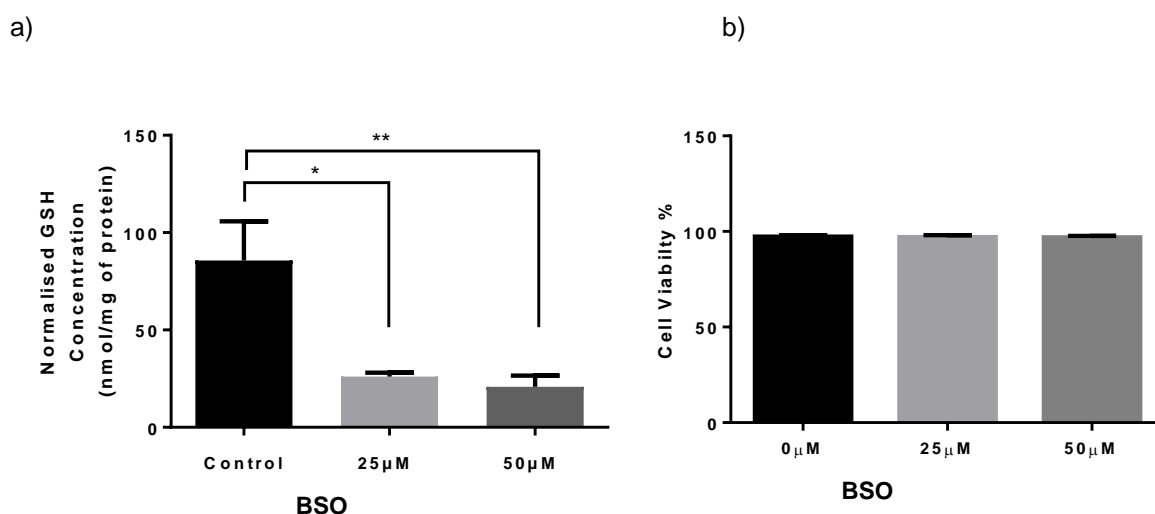 a)
Normalised GSH
Concentration
(nmol/mg of protein)
150
100
50
0
**
*
Control 25µM 50µM
BSO
b)
Cell Viabilty %
150
100
50
0
0µM 25µM 50µM
BSO